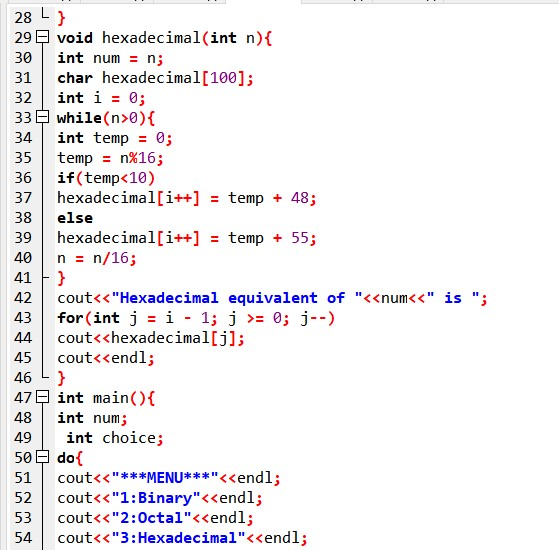 28 }
29 void hexadecimal(int n){
30 int num = n;
31 char hexadecimal[100];
32 int i = 0;
33 while(n>0){
34 int temp = 0;
35 temp = n%16;
36 if(temp<10)
37 hexadecimal[i++] = temp + 48;
38 else
39 hexadecimal[i++] = temp + 55;
40 n = n/16;
41 }
42 cout<<"Hexadecimal equivalent of "<<num<<" is ";
43 for(int j = i - 1; j >= 0; j--)
44 cout<<hexadecimal[j];
45 cout<<endl;
46 }
47 int main(){
48 int num;
49  int choice;
50 do{
51 cout<<"***MENU***"<<endl;
52 cout<<"1:Binary"<<endl;
53 cout<<"2:Octal"<<endl;
54 cout<<"3:Hexadecimal"<<endl;